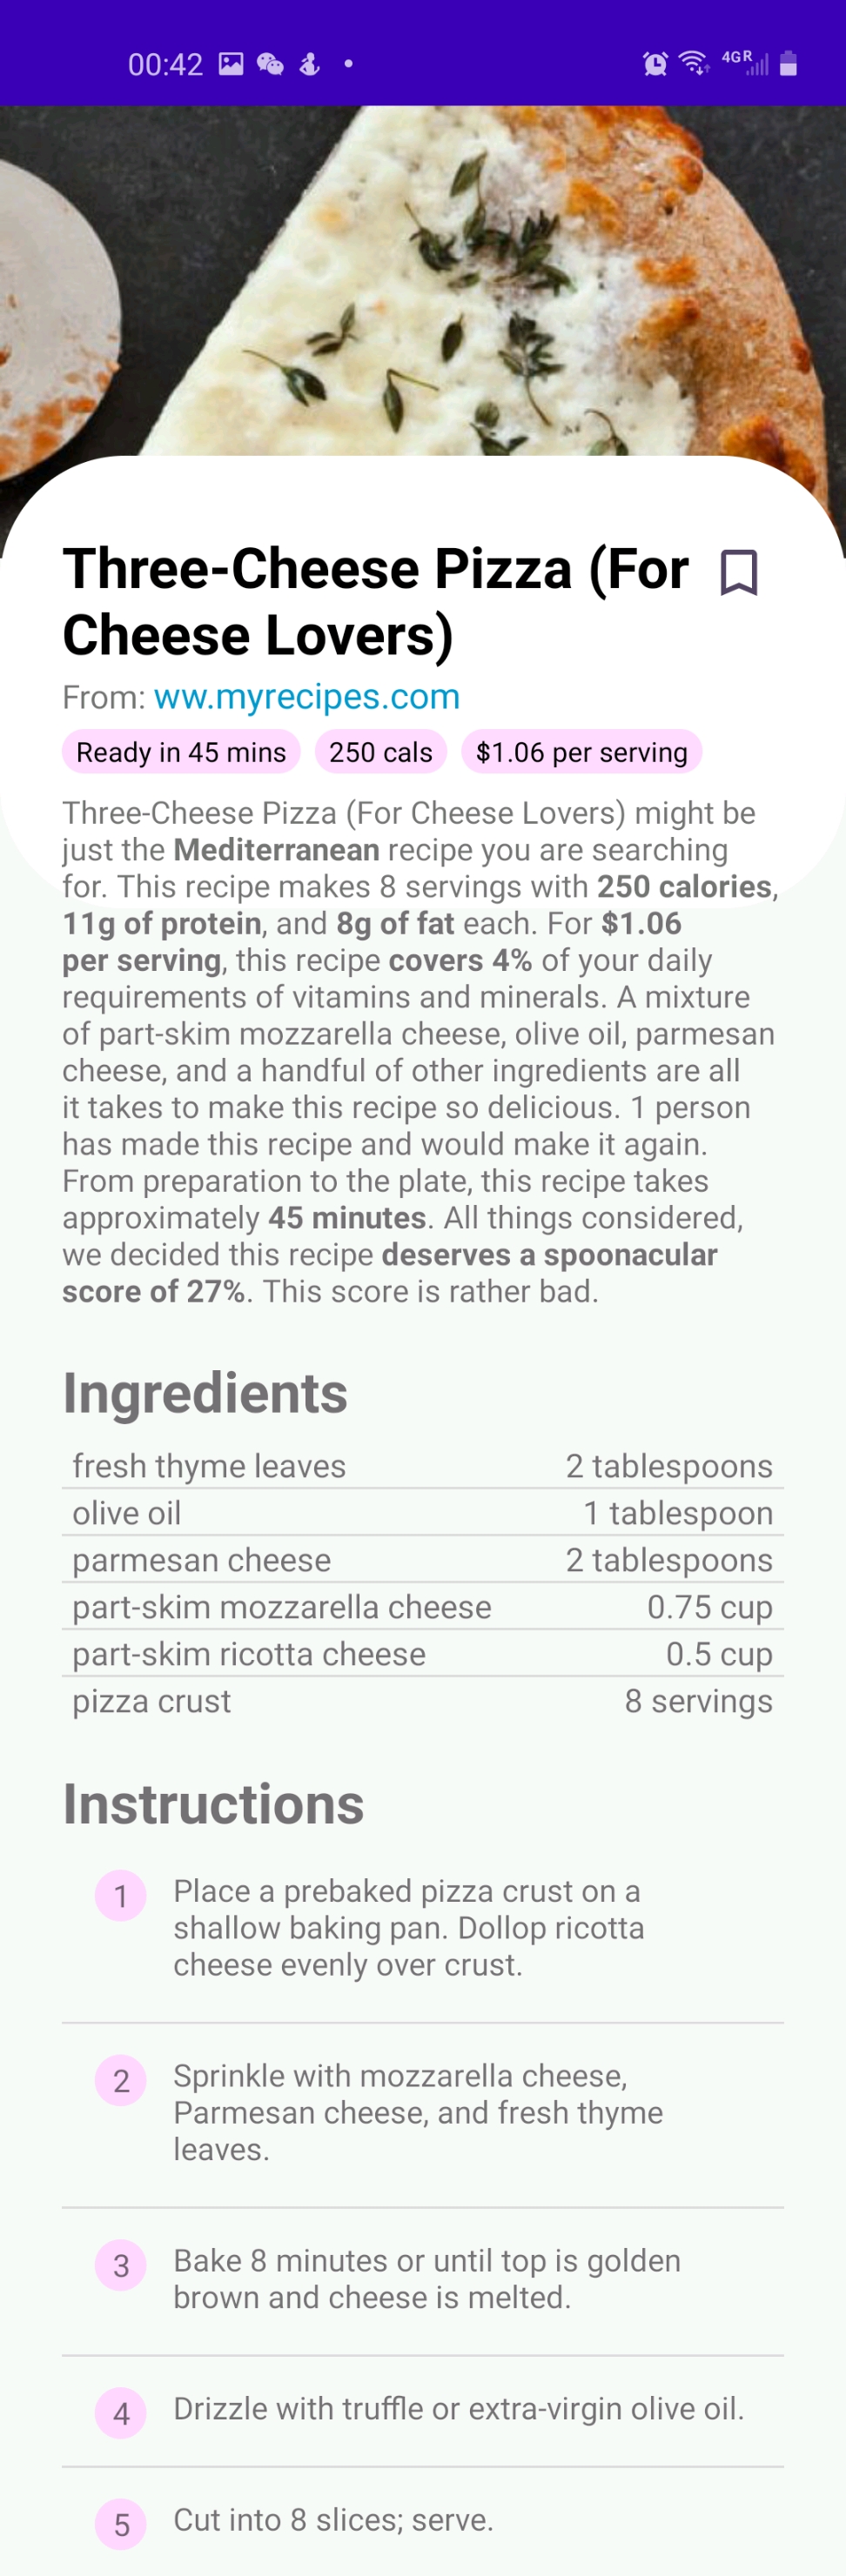 00:42
4GR
Three-Cheese Pizza (For
Cheese Lovers)
From: ww.myrecipes.com
Ready in 45 mins 250 cals $1.06 per serving
Three-Cheese Pizza (For Cheese Lovers) might be
just the Mediterranean recipe you are searching
for. This recipe makes 8 servings with 250 calories,
11g of protein, and 8g of fat each. For $1.06
per serving, this recipe covers 4% of your daily
requirements of vitamins and minerals. A mixture
of part-skim mozzarella cheese, olive oil, parmesan
cheese, and a handful of other ingredients are all
it takes to make this recipe so delicious. 1 person
has made this recipe and would make it again.
From preparation to the plate, this recipe takes
approximately 45 minutes. All things considered,
we decided this recipe deserves a spoonacular
score of 27%. This score is rather bad.
Ingredients
fresh thyme leaves 2 tablespoons
olive oil 1 tablespoon
parmesan cheese 2 tablespoons
part-skim mozzarella cheese 0.75 cup
part-skim ricotta cheese 0.5 cup
pizza crust 8 servings
Instructions
1 Place a prebaked pizza crust on a
shallow baking pan. Dollop ricotta
cheese evenly over crust.
2 Sprinkle with mozzarella cheese,
Parmesan cheese, and fresh thyme
leaves.
3 Bake 8 minutes or until top is golden
brown and cheese is melted.
4 Drizzle with truffle or extra-virgin olive oil.
5 Cut into 8 slices; serve.